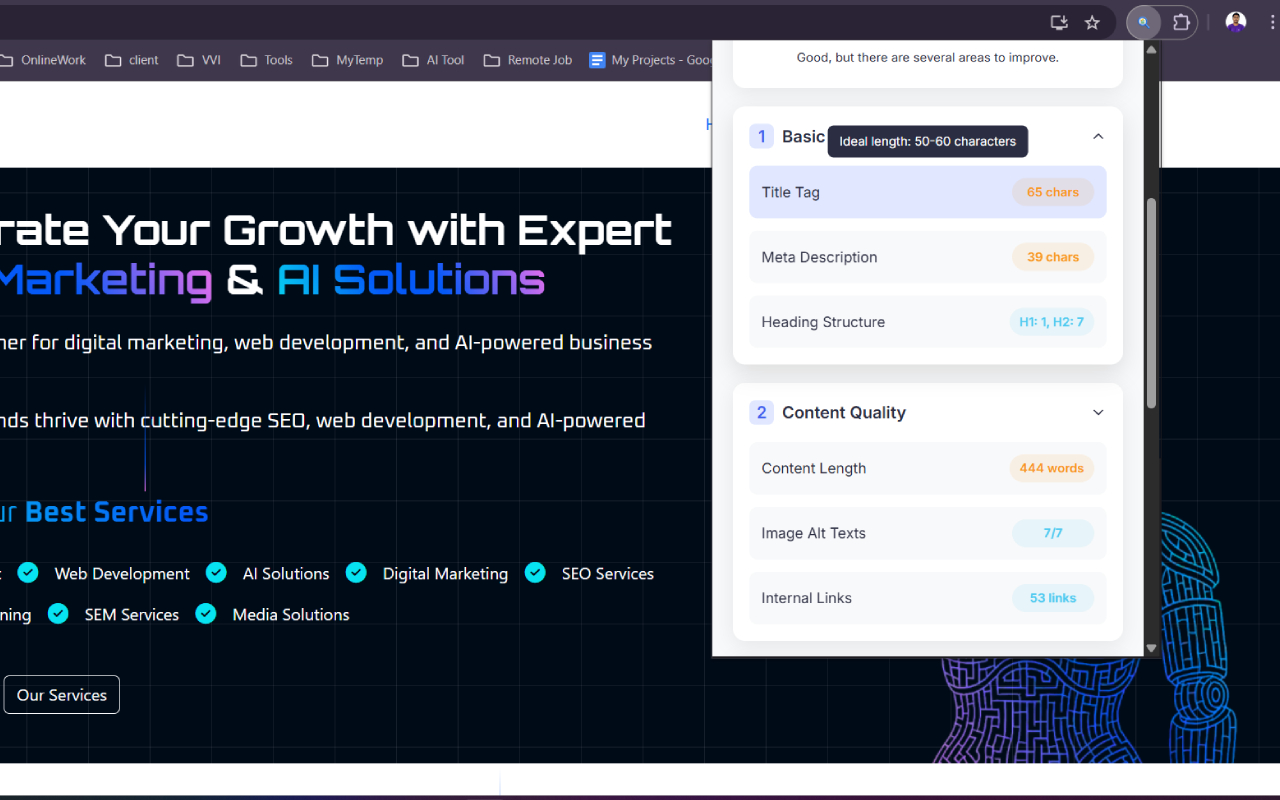 OnlineWork client VVI Tools MyTemp AI Tool Remote Job My Projects - Goo
Good, but there are several areas to improve.
1 Basic
Ideal length: 50-60 characters
Title Tag 65 chars
Meta Description 39 chars
Heading Structure H1: 1, H2: 7
2 Content Quality
Content Length 444 words
Image Alt Texts 7/7
Internal Links 53 links
rate Your Growth with Expert
Marketing & AI Solutions
ner for digital marketing, web development, and AI-powered business
nds thrive with cutting-edge SEO, web development, and AI-powered
ur Best Services
Web Development AI Solutions Digital Marketing SEO Services
ning SEM Services Media Solutions
Our Services